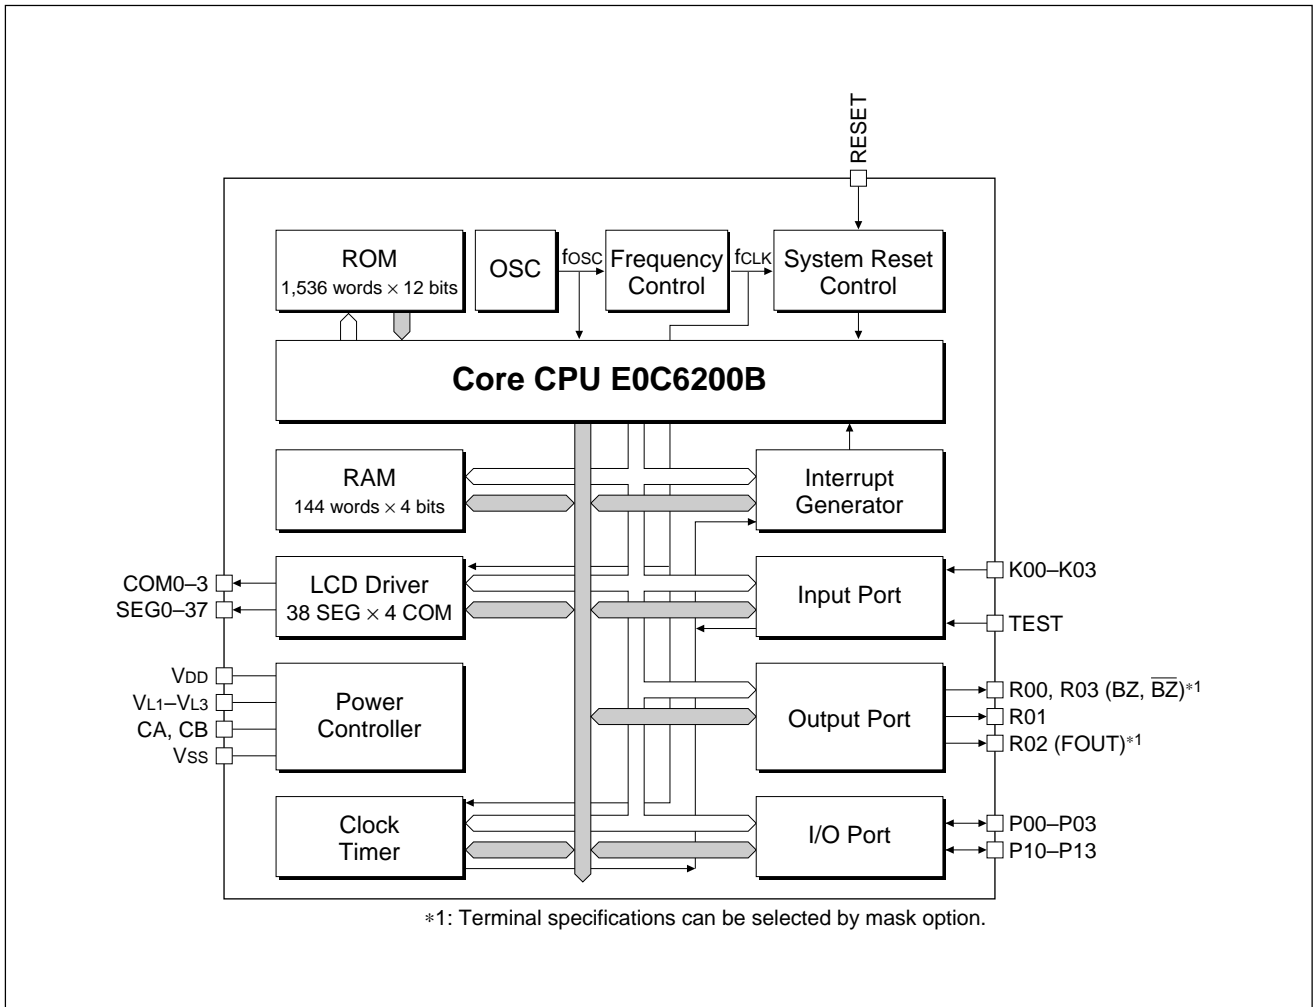 RESET
ROM
1,536 words × 12 bits
OSC
fOSC
Frequency
Control
fCLK
System Reset
Control
Core CPU E0C6200B
RAM
144 words × 4 bits
Interrupt
Generator
COM0–3
SEG0–37
LCD Driver
38 SEG × 4 COM
Input Port
K00–K03
TEST
VDD
VL1–VL3
CA, CB
VSS
Power
Controller
Output Port
R00, R03 (BZ, B̅Z̅)*1
R01
R02 (FOUT)*1
Clock
Timer
I/O Port
P00–P03
P10–P13
*1: Terminal specifications can be selected by mask option.